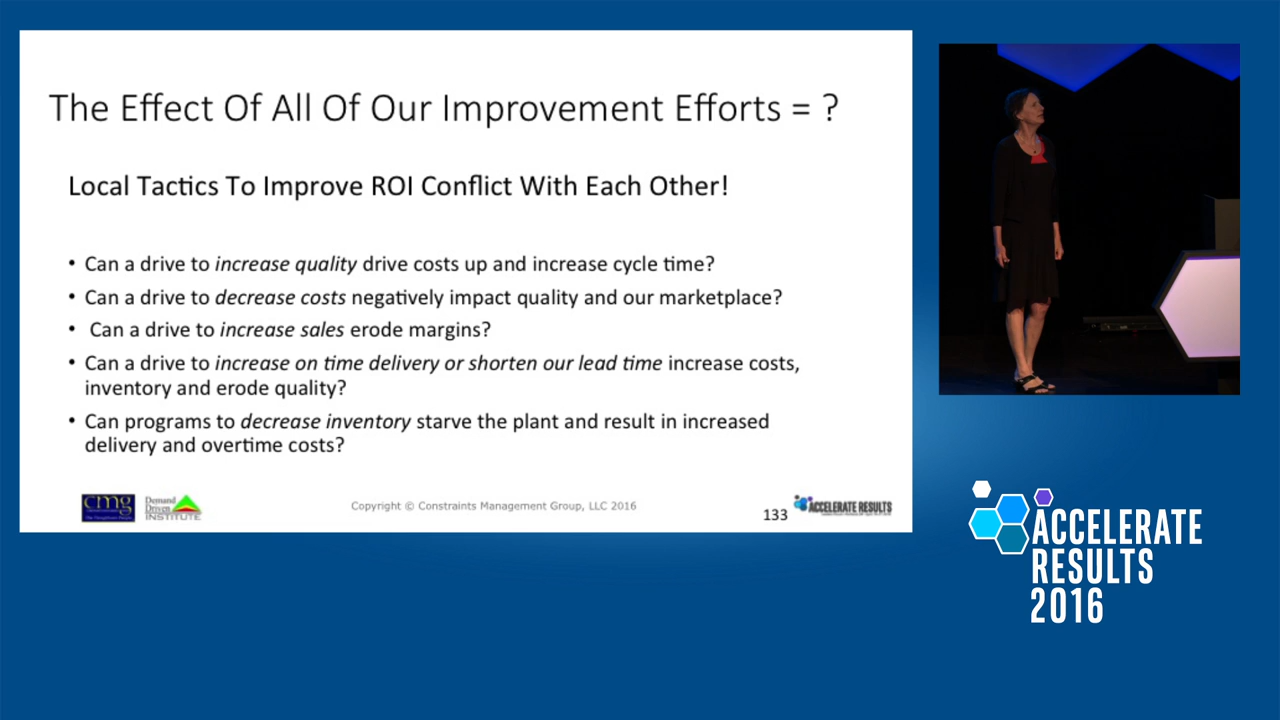 The Effect Of All Of Our Improvement Efforts = ?
Local Tactics To Improve ROI Conflict With Each Other!
• Can a drive to increase quality drive costs up and increase cycle time?
• Can a drive to decrease costs negatively impact quality and our marketplace?
• Can a drive to increase sales erode margins?
• Can a drive to increase on time delivery or shorten our lead time increase costs,
inventory and erode quality?
• Can programs to decrease inventory starve the plant and result in increased
delivery and overtime costs?
cmg
Demand
Driven
INSTITUTE
Copyright © Constraints Management Group, LLC 2016
133
ACCELERATE RESULTS
ACCELERATE
RESULTS
2016